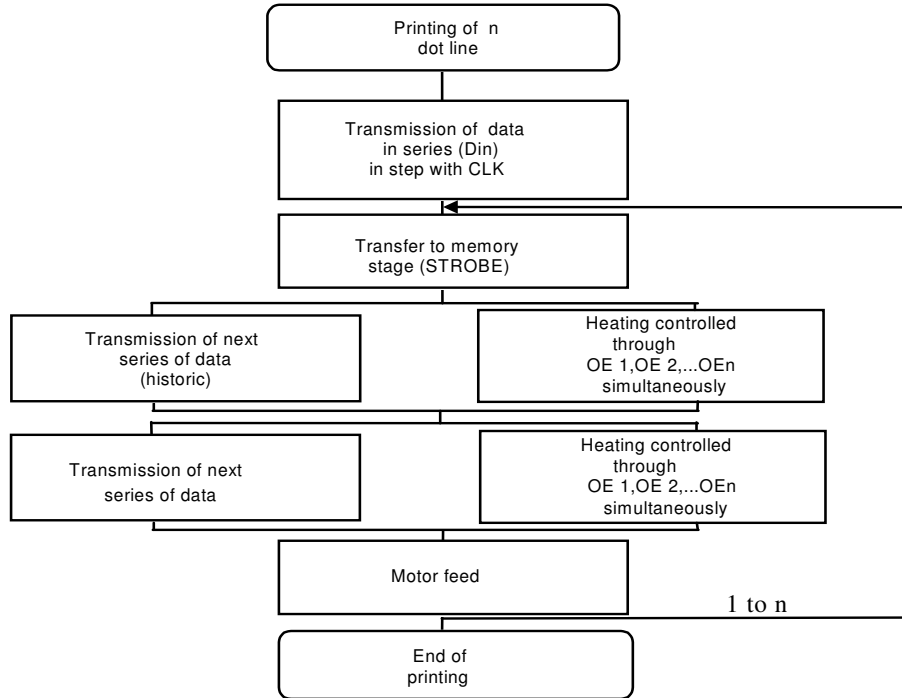 Printing of n
dot line
Transmission of data
in series (Din)
in step with CLK
Transfer to memory
stage (STROBE)
Transmission of next
series of data
(historic)
Heating controlled
through
OE 1,OE 2,...OEn
simultaneously
Transmission of next
series of data
Heating controlled
through
OE 1,OE 2,...OEn
simultaneously
Motor feed
1 to n
End of
printing